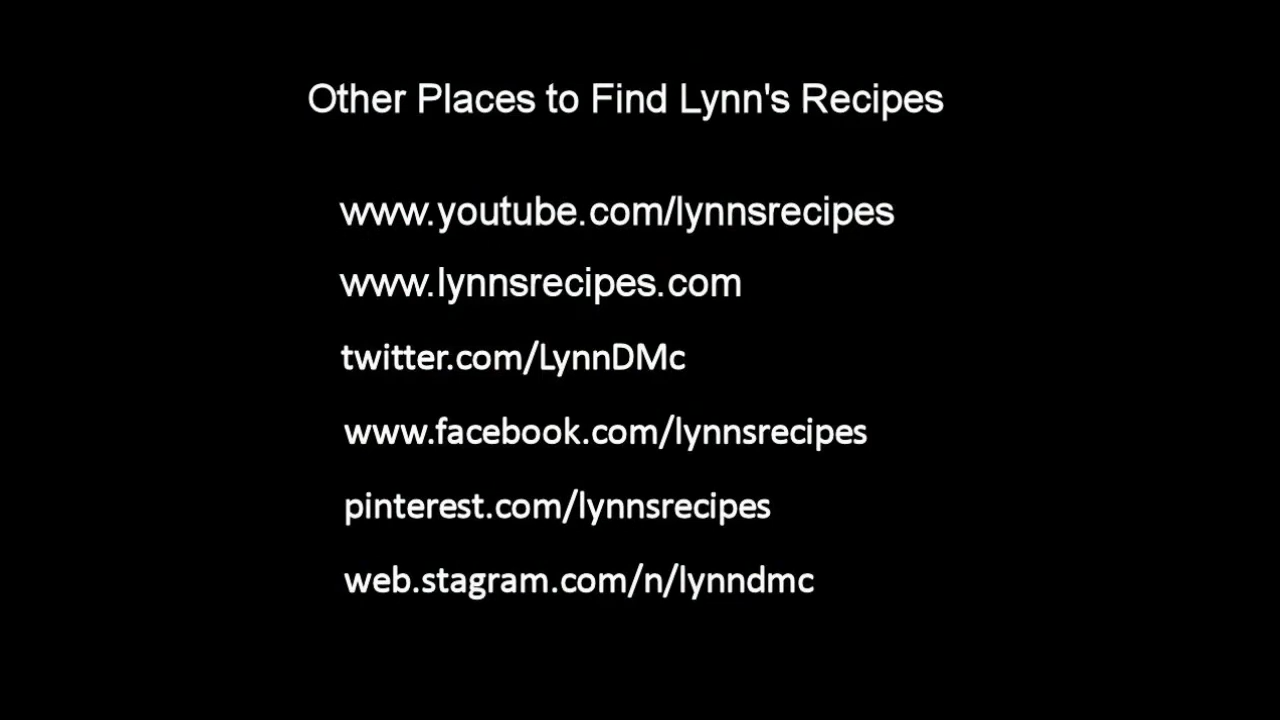 Other Places to Find Lynn's Recipes
www.youtube.com/lynnsrecipes
www.lynnsrecipes.com
twitter.com/LynnDMc
www.facebook.com/lynnsrecipes
pinterest.com/lynnsrecipes
web.stagram.com/n/lynndmc